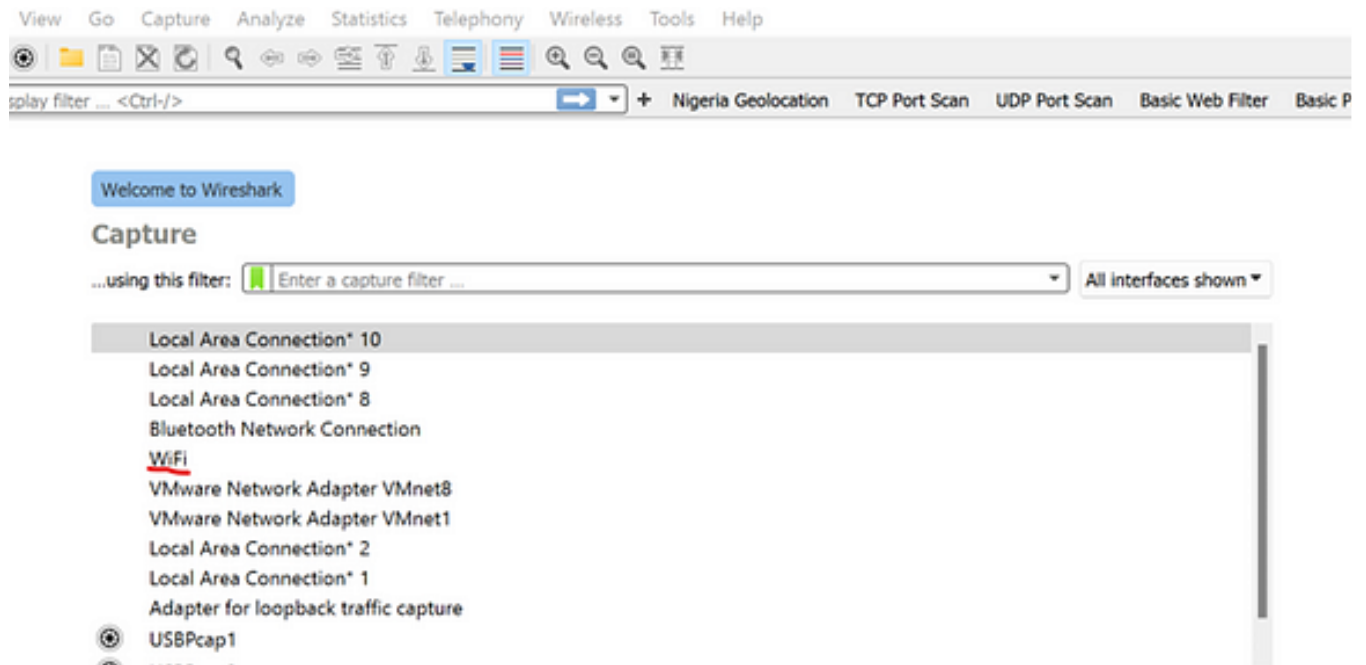 View Go Capture Analyze Statistics Telephony Wireless Tools Help
splay filter ... <Ctrl-/> + Nigeria Geolocation TCP Port Scan UDP Port Scan Basic Web Filter Basic P
Welcome to Wireshark
Capture
...using this filter: Enter a capture filter ... All interfaces shown
Local Area Connection* 10
Local Area Connection* 9
Local Area Connection* 8
Bluetooth Network Connection
WiFi
VMware Network Adapter VMnet8
VMware Network Adapter VMnet1
Local Area Connection* 2
Local Area Connection* 1
Adapter for loopback traffic capture
USBPcap1